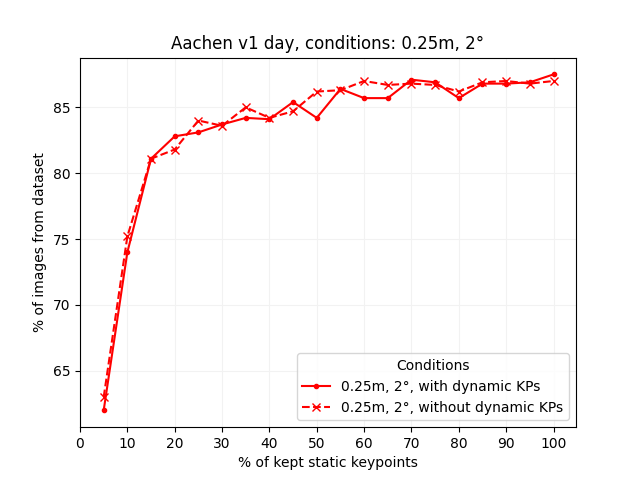 Aachen v1 day, conditions: 0.25m, 2°
% of images from dataset
85
80
75
70
65
0 10 20 30 40 50 60 70 80 90 100
% of kept static keypoints
Conditions
0.25m, 2°, with dynamic KPs
0.25m, 2°, without dynamic KPs